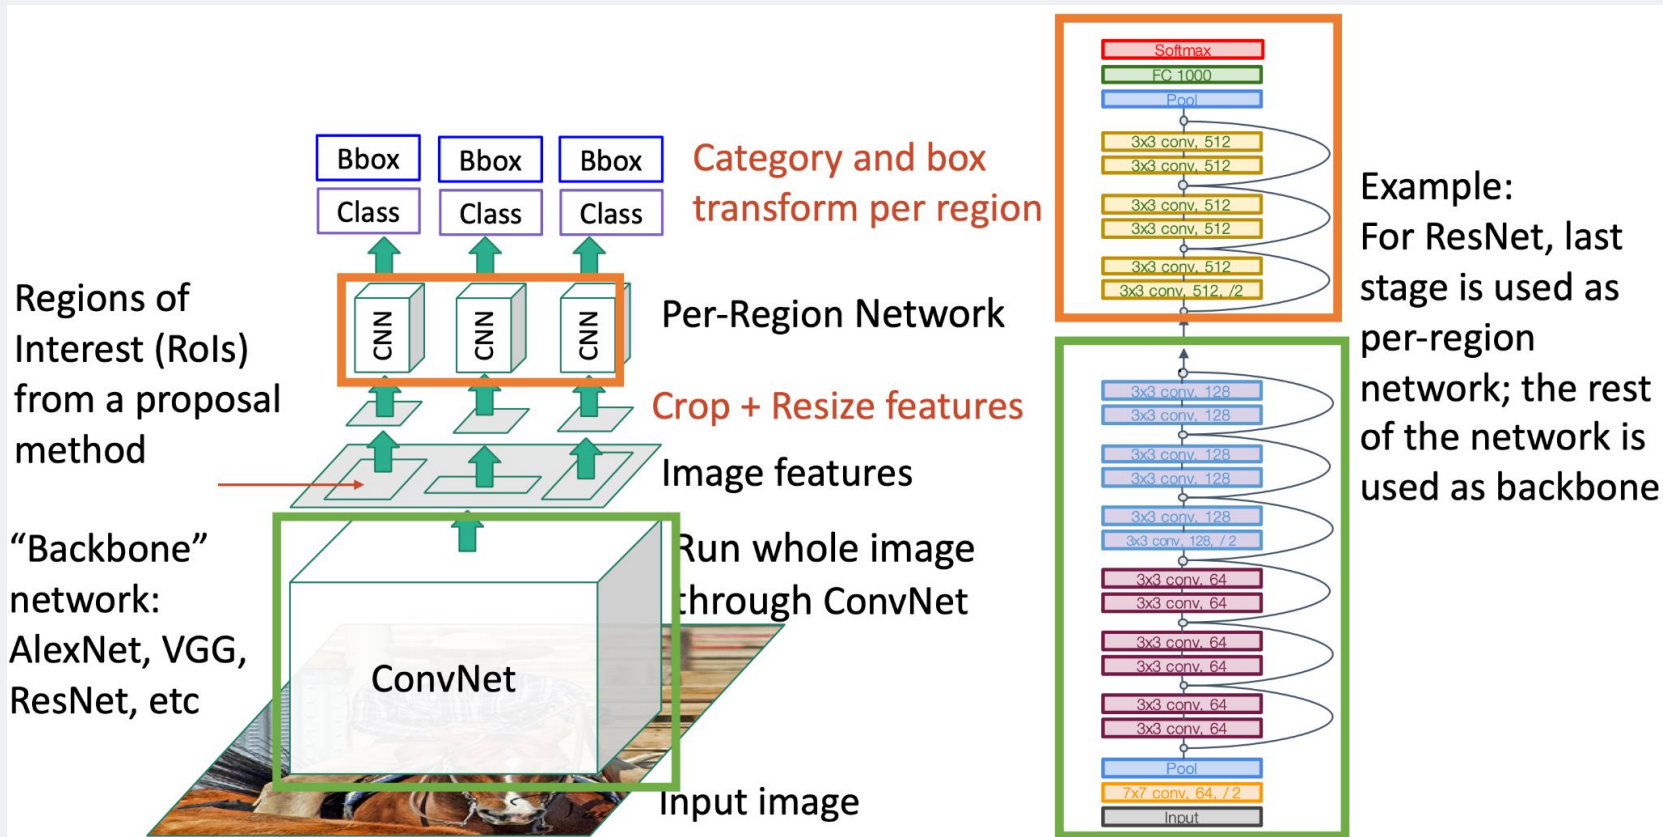 Bbox
Bbox
Bbox
Class
Class
Class
Category and box
transform per region
Regions of
Interest (RoIs)
from a proposal
method
CNN
CNN
CNN
Per-Region Network
Crop + Resize features
Image features
“Backbone”
network:
AlexNet, VGG,
ResNet, etc
Run whole image
through ConvNet
ConvNet
Input image
Softmax
FC 1000
Pool
3x3 conv, 512
3x3 conv, 512
3x3 conv, 512
3x3 conv, 512
3x3 conv, 512
3x3 conv, 512, /2
3x3 conv, 128
3x3 conv, 128
3x3 conv, 128
3x3 conv, 128
3x3 conv, 128
3x3 conv, 128, / 2
3x3 conv, 64
3x3 conv, 64
3x3 conv, 64
3x3 conv, 64
3x3 conv, 64
3x3 conv, 64
Pool
7x7 conv, 64, / 2
Input
Example:
For ResNet, last
stage is used as
per-region
network; the rest
of the network is
used as backbone